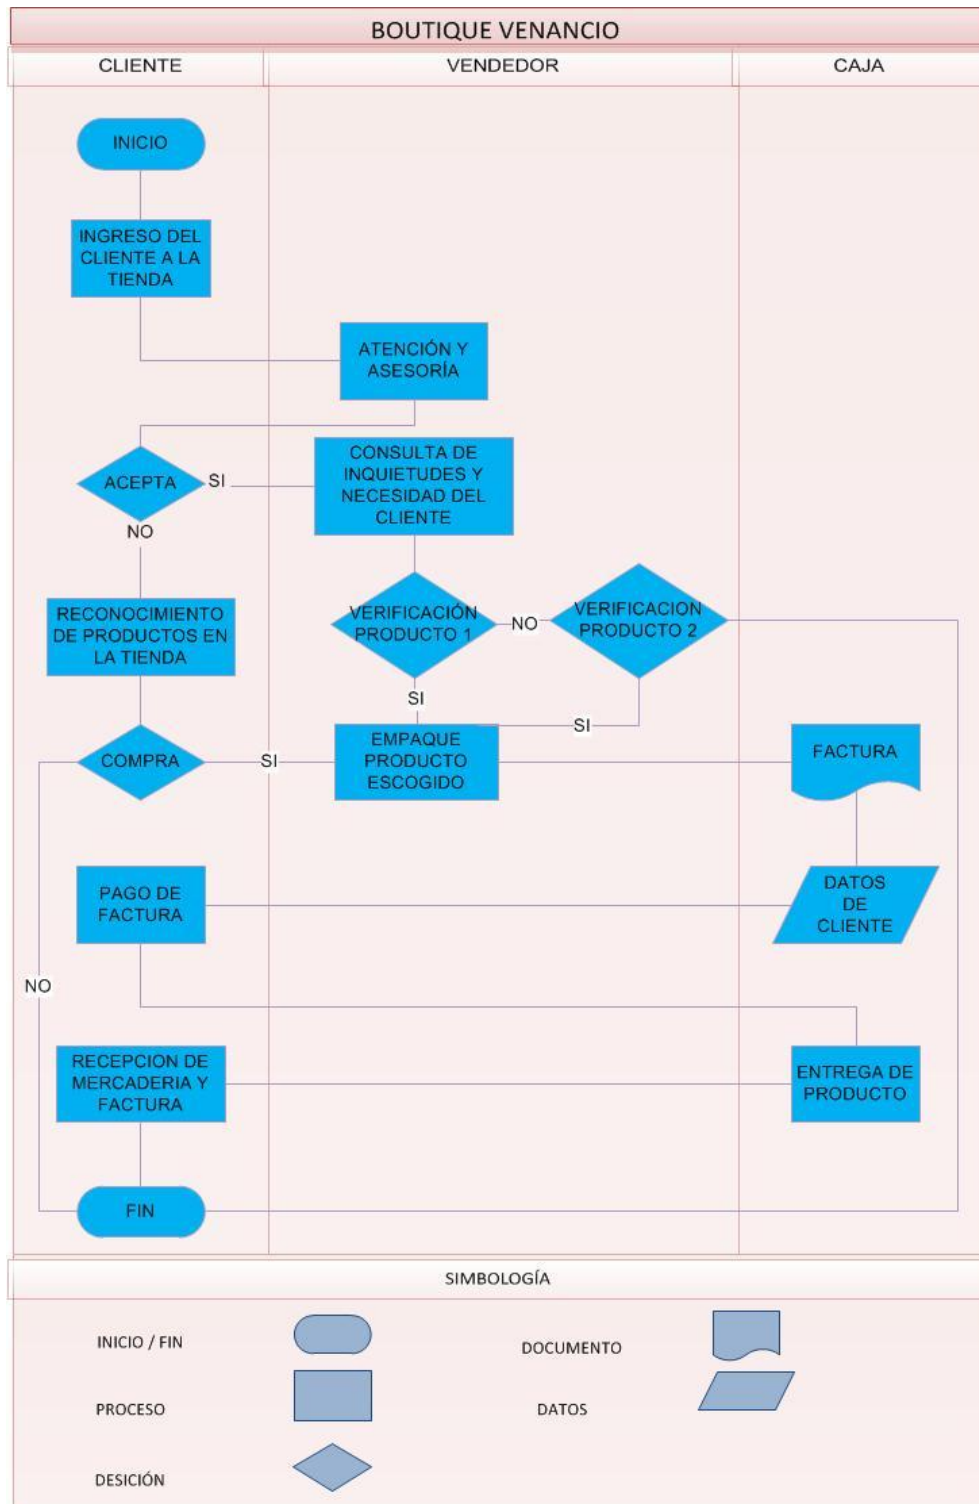 BOUTIQUE VENANCIO
CLIENTE
VENDEDOR
CAJA
INICIO
INGRESO DEL
CLIENTE A LA
TIENDA
ATENCIÓN Y
ASESORÍA
ACEPTA
SI
CONSULTA DE
INQUIETUDES Y
NECESIDAD DEL
CLIENTE
NO
RECONOCIMIENTO
DE PRODUCTOS EN
LA TIENDA
VERIFICACIÓN
PRODUCTO 1
NO
VERIFICACION
PRODUCTO 2
SI
SI
COMPRA
SI
EMPAQUE
PRODUCTO
ESCOGIDO
FACTURA
PAGO DE
FACTURA
DATOS
DE
CLIENTE
NO
RECEPCION DE
MERCADERIA Y
FACTURA
ENTREGA DE
PRODUCTO
FIN
SIMBOLOGÍA
INICIO / FIN
DOCUMENTO
PROCESO
DATOS
DESICIÓN